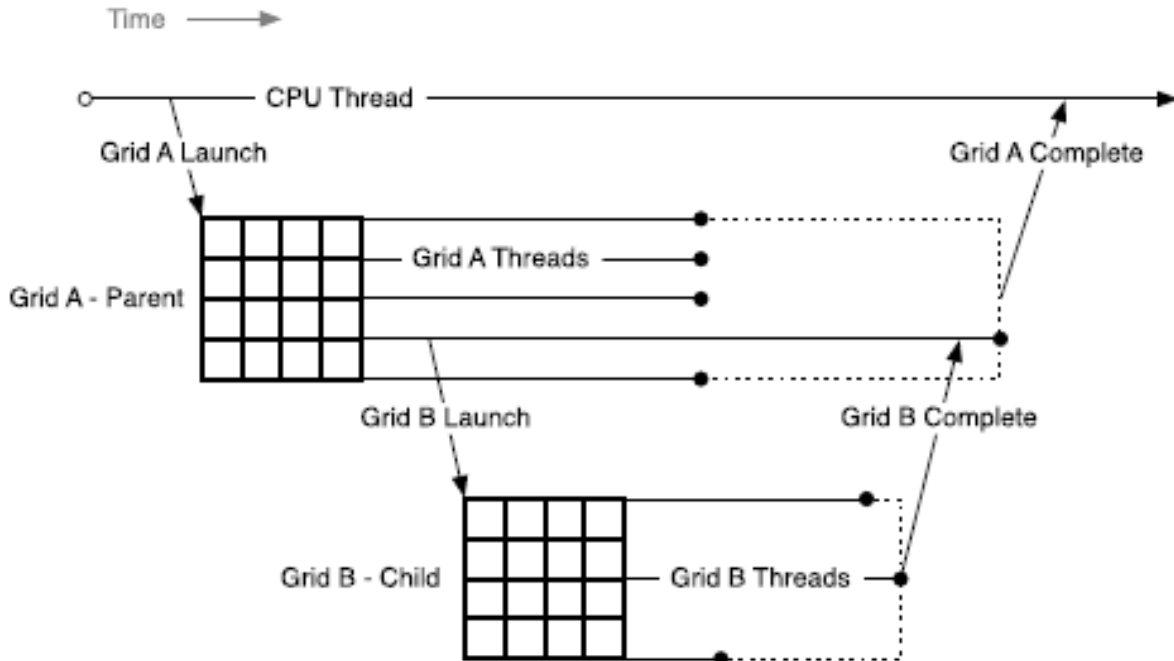 Time
CPU Thread
Grid A Launch
Grid A Complete
Grid A Threads
Grid A - Parent
Grid B Launch
Grid B Complete
Grid B - Child
Grid B Threads